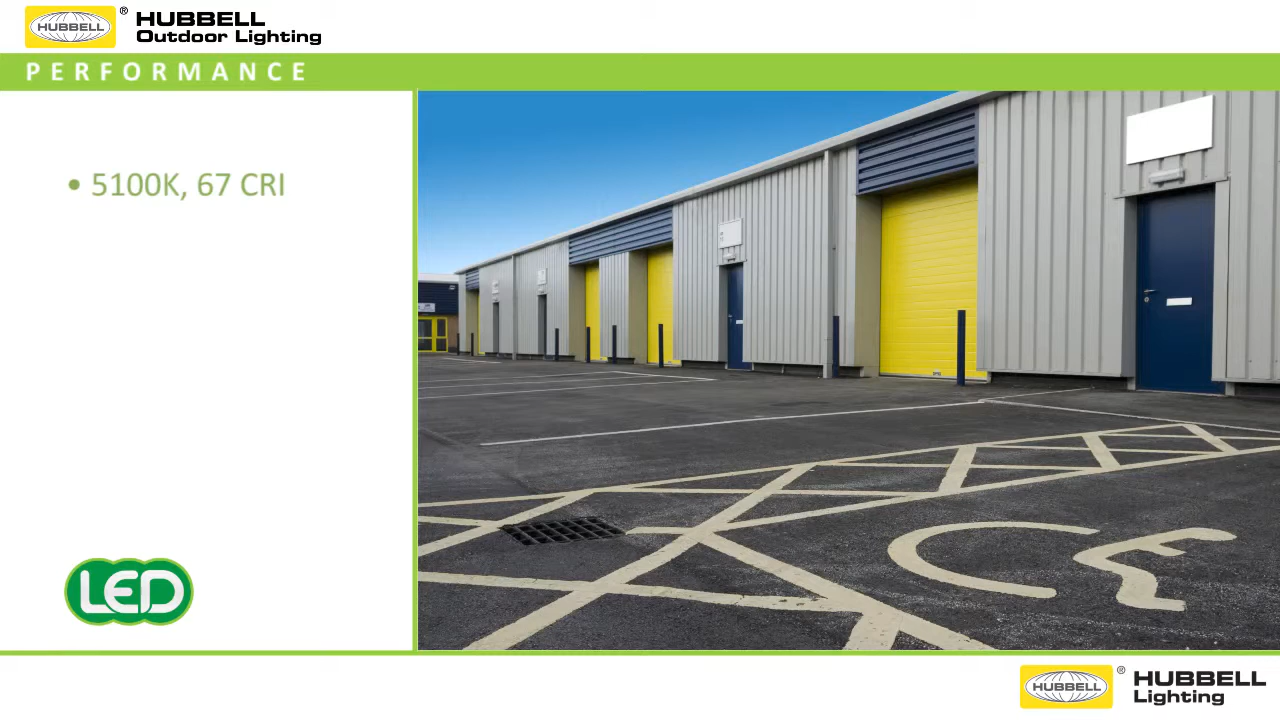 HUBBELL ® HUBBELL
Outdoor Lighting
PERFORMANCE
• 5100K, 67 CRI
LED
HUBBELL ® HUBBELL
Lighting